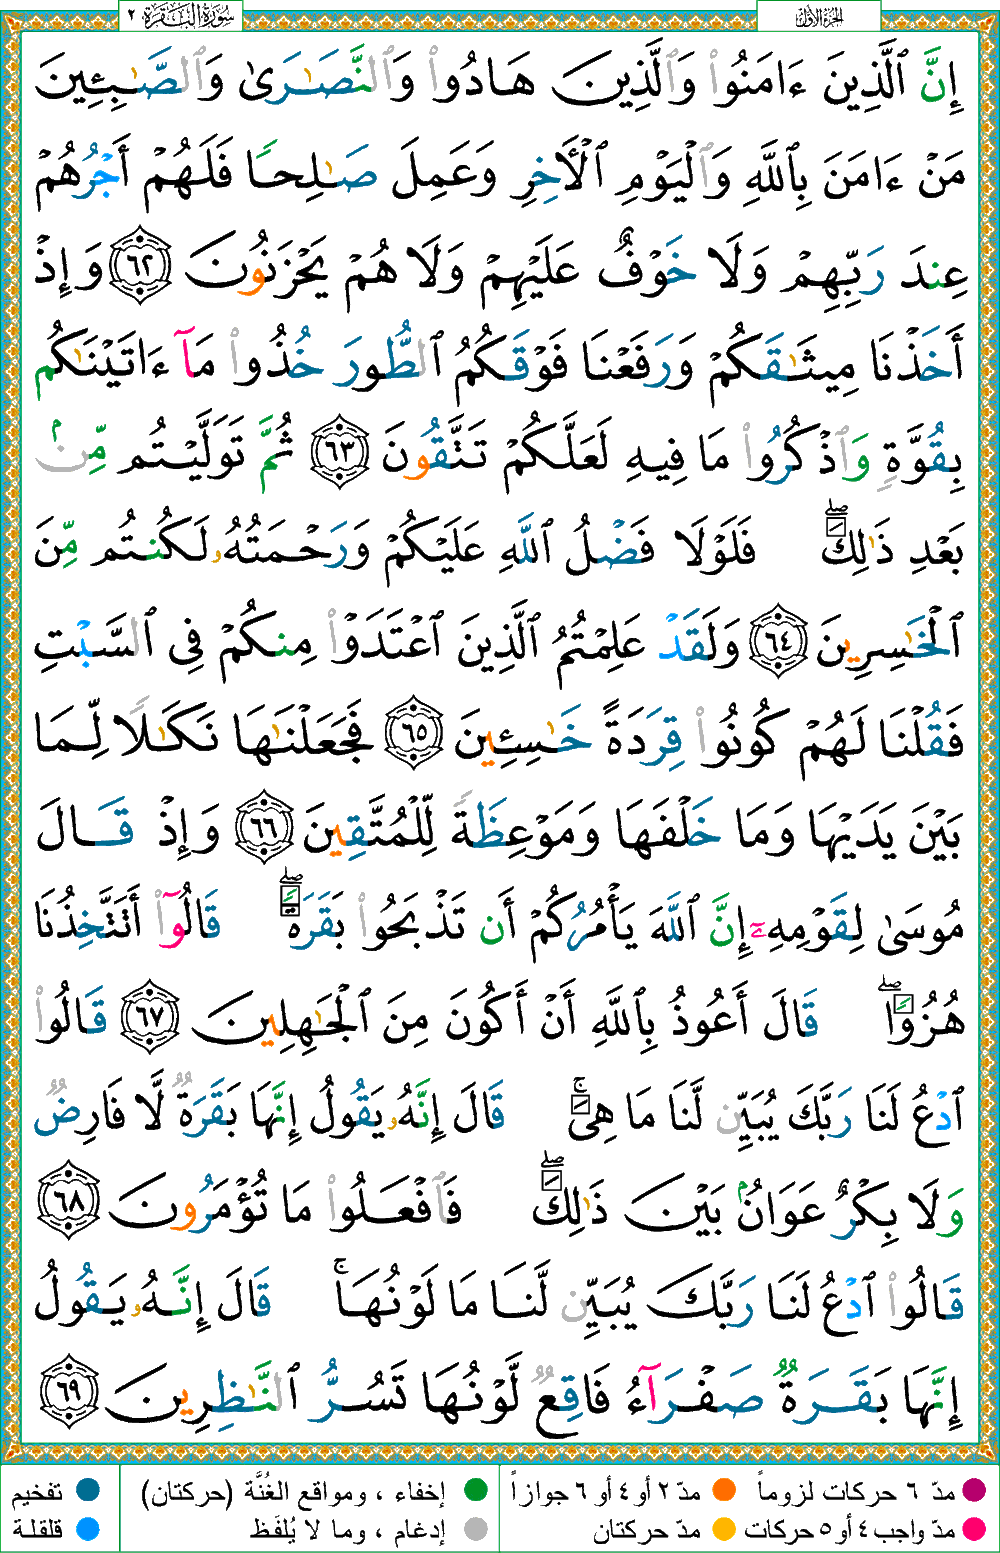 الجزء الأول
سورة البقرة ٢
إِنَّ ٱلَّذِينَ ءَامَنُوا۟ وَٱلَّذِينَ هَادُوا۟ وَٱلنَّصَـٰرَىٰ وَٱلصَّـٰبِـِٔينَ
مَنْ ءَامَنَ بِٱللَّهِ وَٱلْيَوْمِ ٱلْـَٔاخِرِ وَعَمِلَ صَـٰلِحًا فَلَهُمْ أَجْرُهُمْ
عِندَ رَبِّهِمْ وَلَا خَوْفٌ عَلَيْهِمْ وَلَا هُمْ يَحْزَنُونَ ﴿٦٢﴾ وَإِذْ
أَخَذْنَا مِيثَـٰقَكُمْ وَرَفَعْنَا فَوْقَكُمُ ٱلطُّورَ خُذُوا۟ مَآ ءَاتَيْنَـٰكُم
بِقُوَّةٍ وَٱذْكُرُوا۟ مَا فِيهِ لَعَلَّكُمْ تَتَّقُونَ ﴿٦٣﴾ ثُمَّ تَوَلَّيْتُم مِّنۢ
بَعْدِ ذَٰلِكَ ۖ فَلَوْلَا فَضْلُ ٱللَّهِ عَلَيْكُمْ وَرَحْمَتُهُۥ لَكُنتُم مِّنَ
ٱلْخَـٰسِرِينَ ﴿٦٤﴾ وَلَقَدْ عَلِمْتُمُ ٱلَّذِينَ ٱعْتَدَوْا۟ مِنكُمْ فِى ٱلسَّبْتِ
فَقُلْنَا لَهُمْ كُونُوا۟ قِرَدَةً خَـٰسِـِٔينَ ﴿٦٥﴾ فَجَعَلْنَـٰهَا نَكَـٰلًا لِّمَا
بَيْنَ يَدَيْهَا وَمَا خَلْفَهَا وَمَوْعِظَةً لِّلْمُتَّقِينَ ﴿٦٦﴾ وَإِذْ قَالَ
مُوسَىٰ لِقَوْمِهِۦٓ إِنَّ ٱللَّهَ يَأْمُرُكُمْ أَن تَذْبَحُوا۟ بَقَرَةً ۖ قَالُوٓا۟ أَتَتَّخِذُنَا
هُزُوًا ۖ قَالَ أَعُوذُ بِٱللَّهِ أَنْ أَكُونَ مِنَ ٱلْجَـٰهِلِينَ ﴿٦٧﴾ قَالُوا۟
ٱدْعُ لَنَا رَبَّكَ يُبَيِّن لَّنَا مَا هِىَ ۚ قَالَ إِنَّهُۥ يَقُولُ إِنَّهَا بَقَرَةٌ لَّا فَارِضٌ
وَلَا بِكْرٌ عَوَانٌۢ بَيْنَ ذَٰلِكَ ۖ فَٱفْعَلُوا۟ مَا تُؤْمَرُونَ ﴿٦٨﴾
قَالُوا۟ ٱدْعُ لَنَا رَبَّكَ يُبَيِّن لَّنَا مَا لَوْنُهَا ۚ قَالَ إِنَّهُۥ يَقُولُ
إِنَّهَا بَقَرَةٌ صَفْرَآءُ فَاقِعٌ لَّوْنُهَا تَسُرُّ ٱلنَّـٰظِرِينَ ﴿٦٩﴾
مدّ ٦ حركات لزوماً
مدّ ٢ أو ٤ أو ٦ جوازاً
إخفاء ، ومواقع الغُنَّة (حركتان)
تفخيم
مدّ واجب ٤ أو ٥ حركات
مدّ حركتان
إدغام ، وما لا يُلفَظ
قلقلة